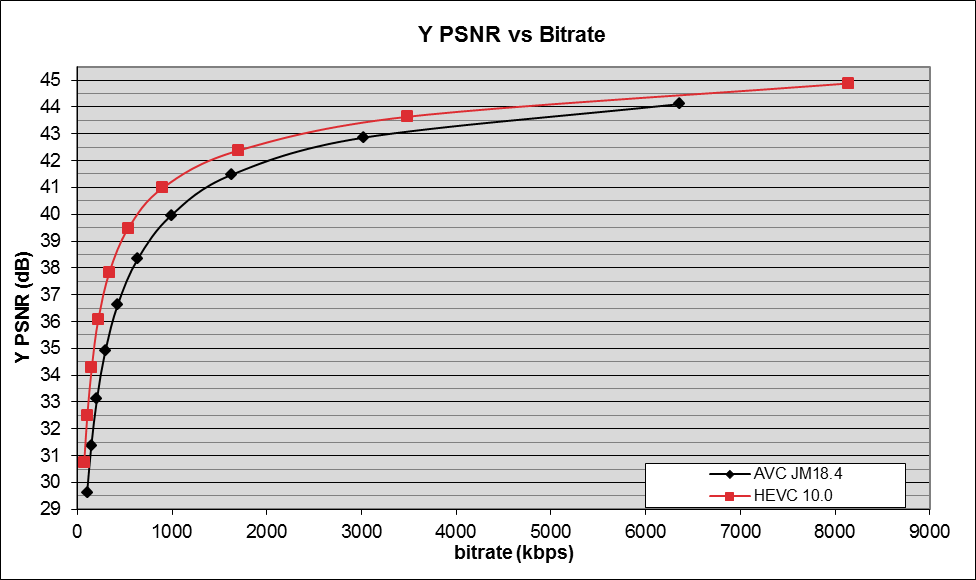 Y PSNR vs Bitrate
Y PSNR (dB)
45
44
43
42
41
40
39
38
37
36
35
34
33
32
31
30
29
AVC JM18.4
HEVC 10.0
0 1000 2000 3000 4000 5000 6000 7000 8000 9000
bitrate (kbps)